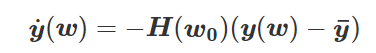 ẏ(w) = −H(w₀)(y(w) − ȳ)